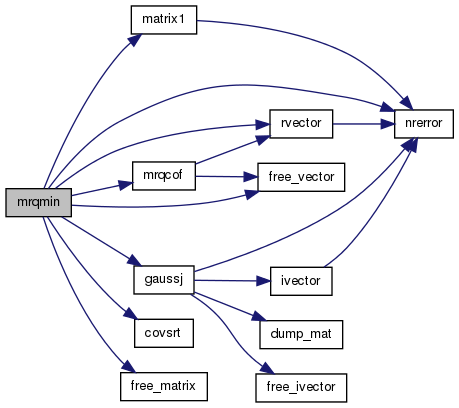 matrix1
rvector
nrerror
mrqcof
free_vector
mrqmin
gaussj
ivector
covsrt
dump_mat
free_matrix
free_ivector